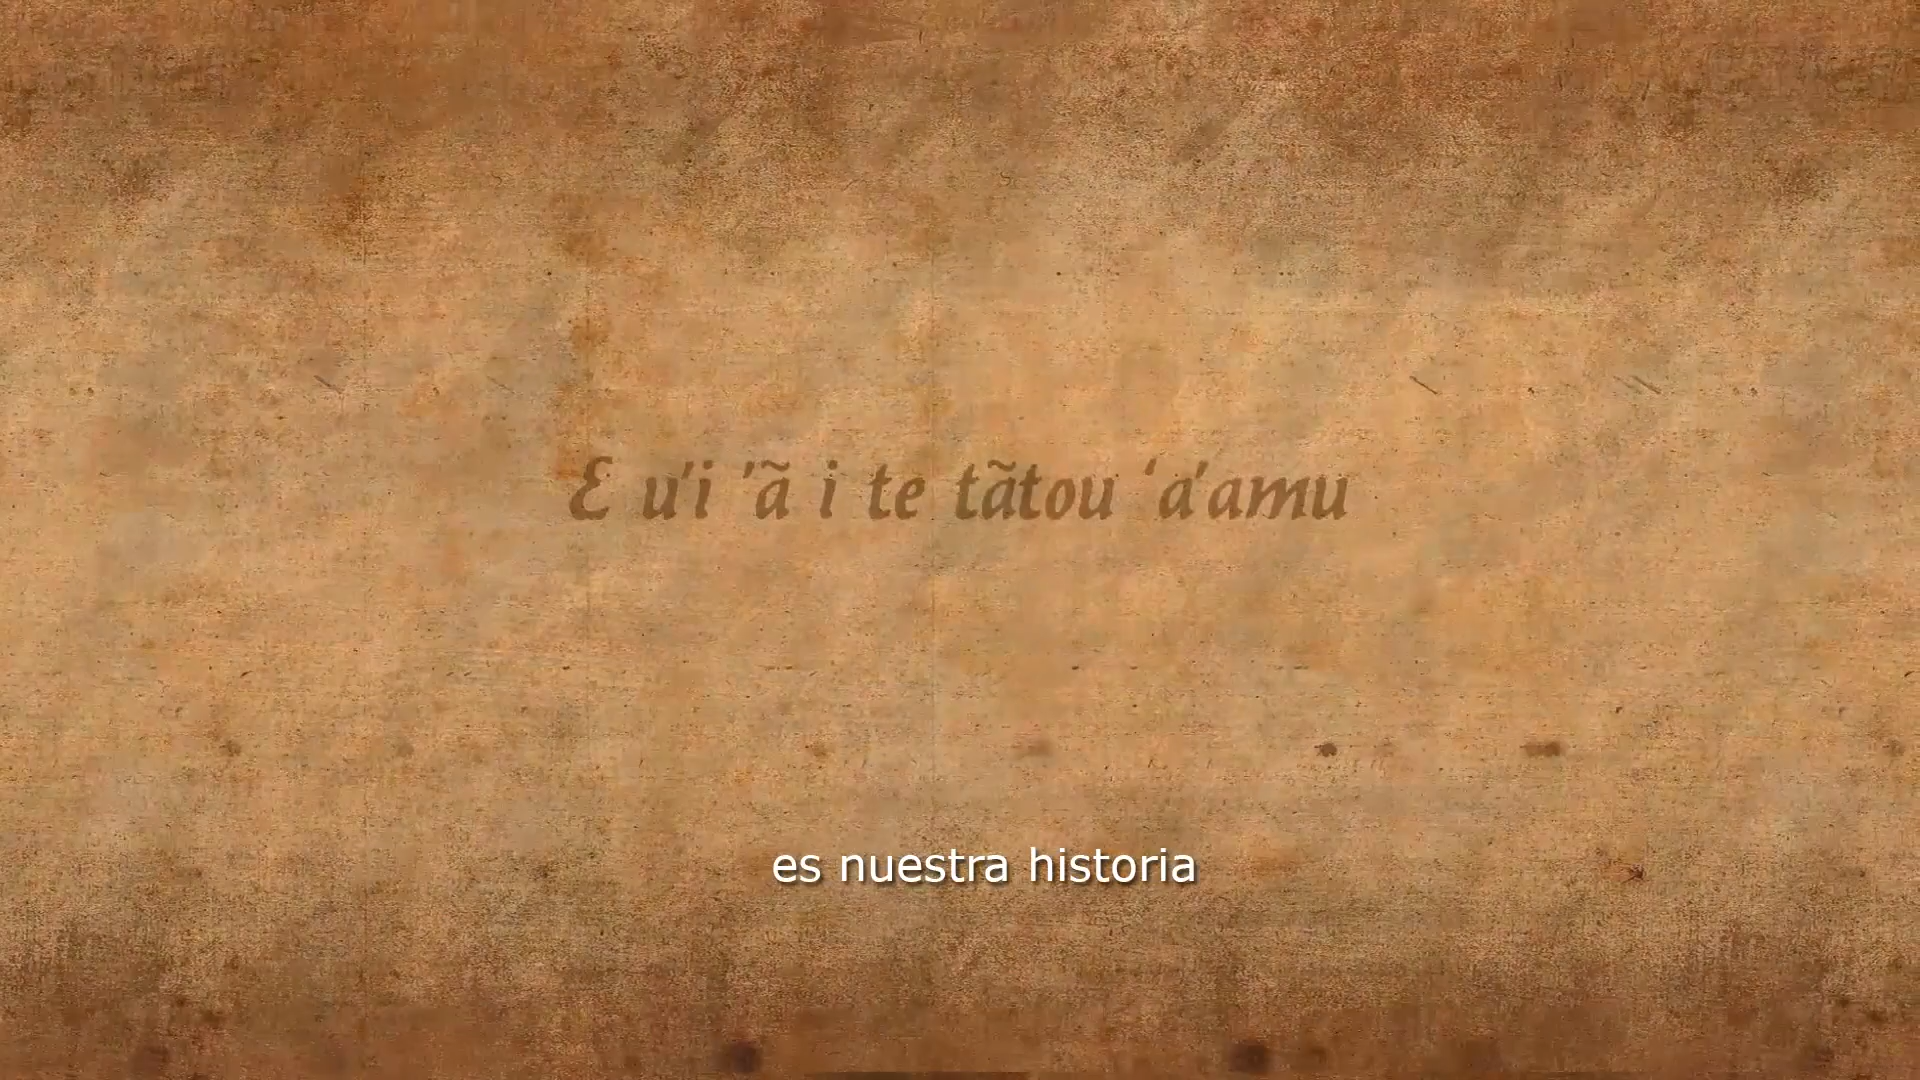 E u'i 'ã i te tãtou ‘a'amu
es nuestra historia